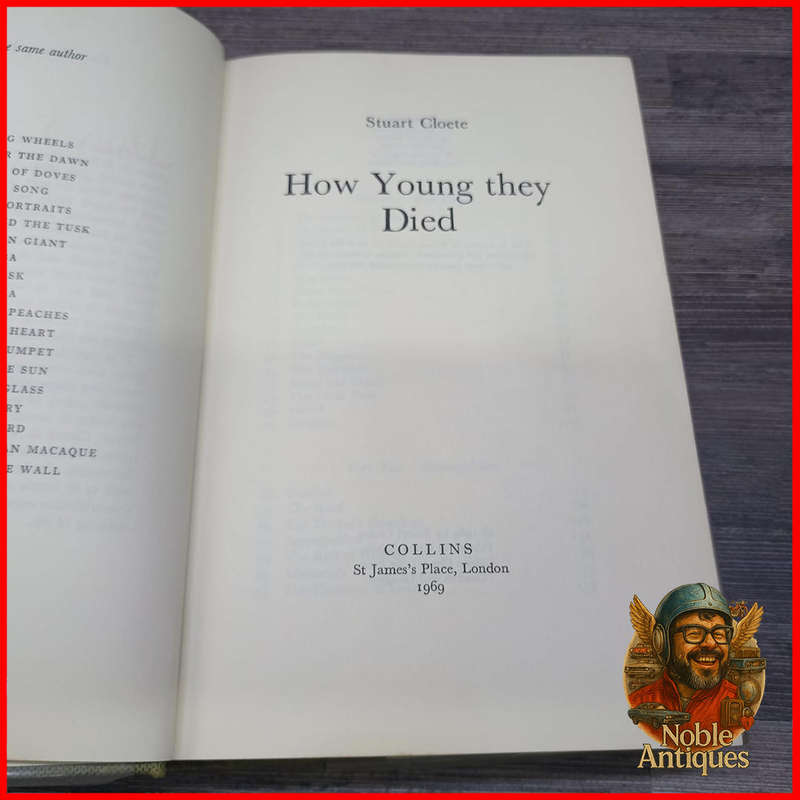 e same author
G WHEELS
R THE DAWN
OF DOVES
SONG
ORTRAITS
D THE TUSK
N GIANT
A
SK
A
PEACHES
HEART
UMPET
E SUN
GLASS
RY
RD
AN MACAQUE
E WALL
Stuart Cloete
How Young they
Died
COLLINS
St James's Place, London
1969
Noble
Antiques